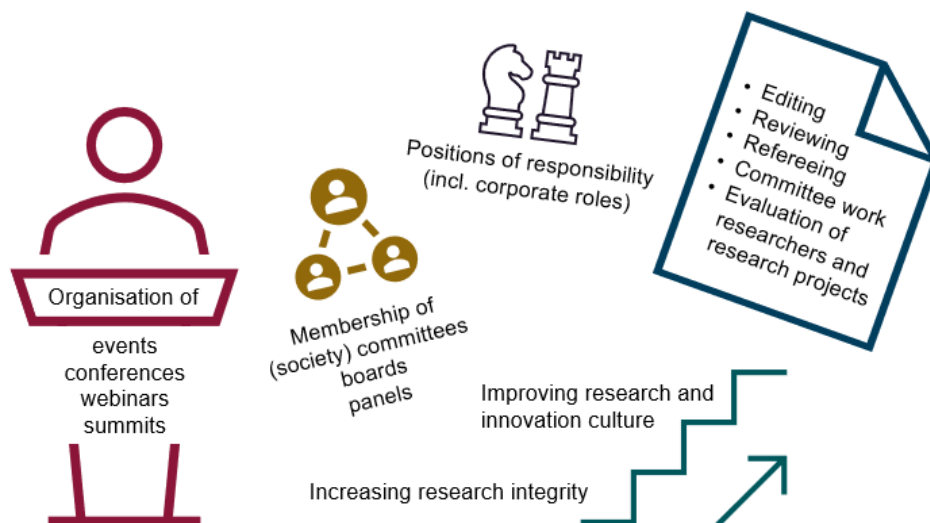 Organisation of
events
conferences
webinars
summits
Membership of
(society) committees
boards
panels
Positions of responsibility
(incl. corporate roles)
• Editing
• Reviewing
• Refereeing
• Committee work
• Evaluation of
researchers and
research projects
Improving research and
innovation culture
Increasing research integrity